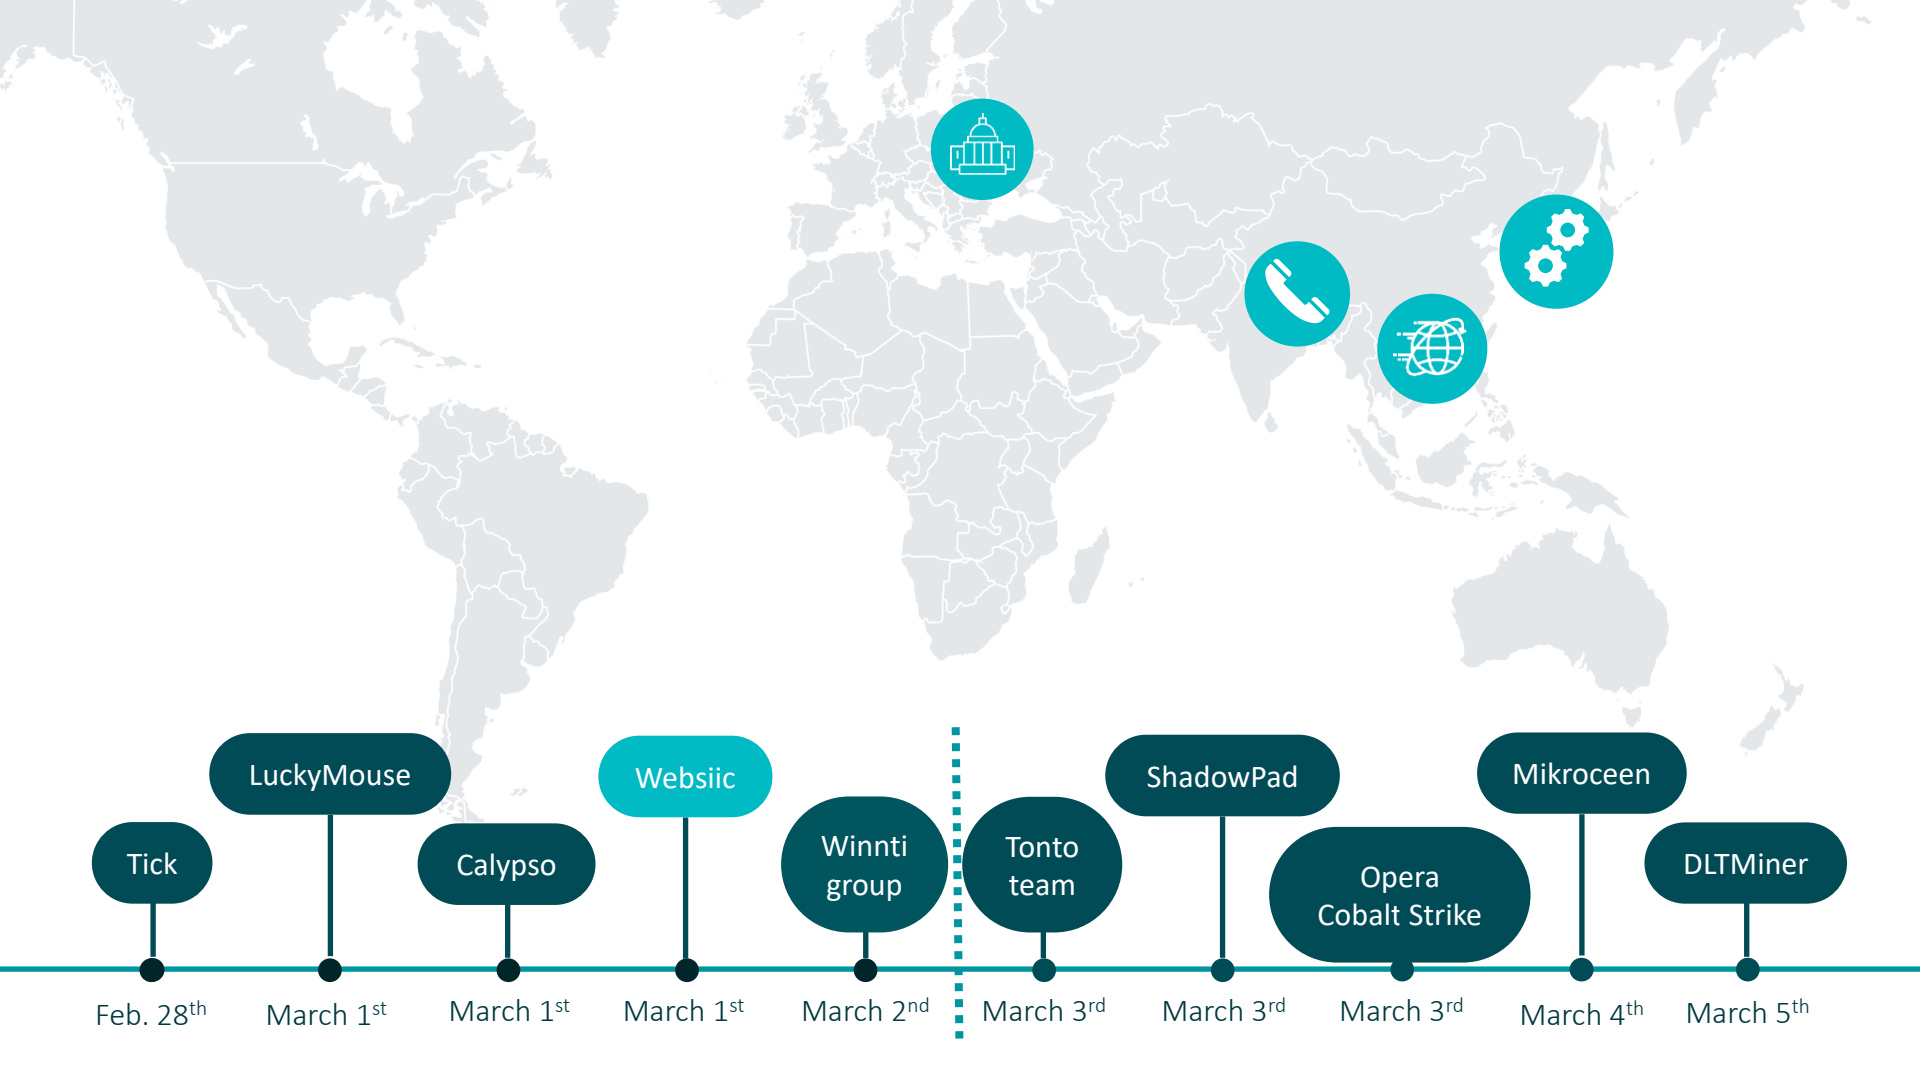 LuckyMouse
Websiic
ShadowPad
Mikroceen
Tick
Calypso
Winnti
group
Tonto
team
Opera
Cobalt Strike
DLTMiner
Feb. 28th
March 1st
March 1st
March 1st
March 2nd
March 3rd
March 3rd
March 3rd
March 4th
March 5th